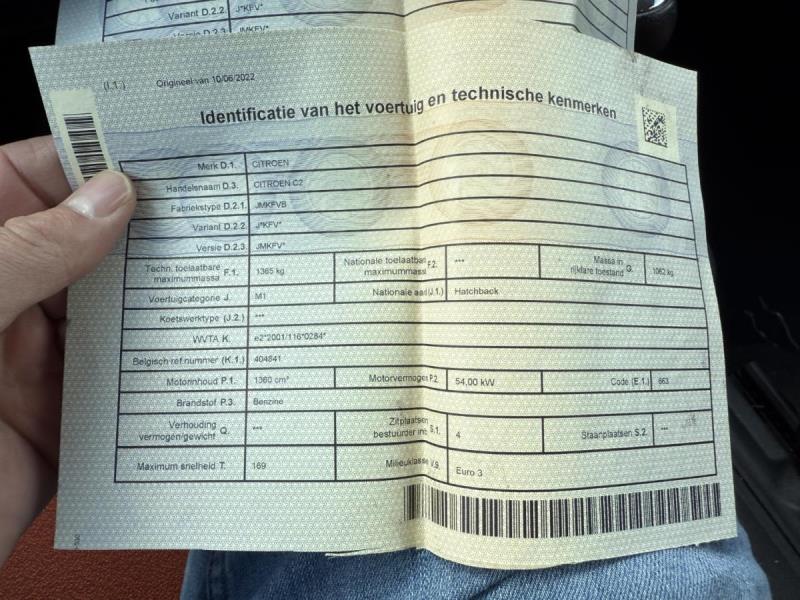 Variant D.2.2. J*KFV*
Versie D.2.3. JMKFV*
(I.1.) Origineel van 10/06/2022
Identificatie van het voertuig en technische kenmerken
Merk D.1. CITROEN
Handelsnaam D.3. CITROEN C2
Fabriekstype D.2.1. JMKFVB
Variant D.2.2. J*KFV*
Versie D.2.3. JMKFV*
Techn. toelaatbare maximummassa F.1. 1365 kg Nationale toelaatbare maximummassa F.2. *** Massa in rijklare toestand G. 1062 kg
Voertuigcategorie J. M1 Nationale aard (J.1.) Hatchback
Koetswerktype (J.2.) ***
WVTA K. e2*2001/116*0284*
Belgisch ref.nummer (K.1.) 404841
Motorinhoud P.1. 1360 cm³ Motorvermogen P.2. 54,00 kW Code (E.1.) 663
Brandstof P.3. Benzine
Verhouding vermogen/gewicht Q. *** Zitplaatsen bestuurder inc. S.1. 4 Staanplaatsen S.2. ***
Maximum snelheid T. 169 Milieuklasse V.9. Euro 3